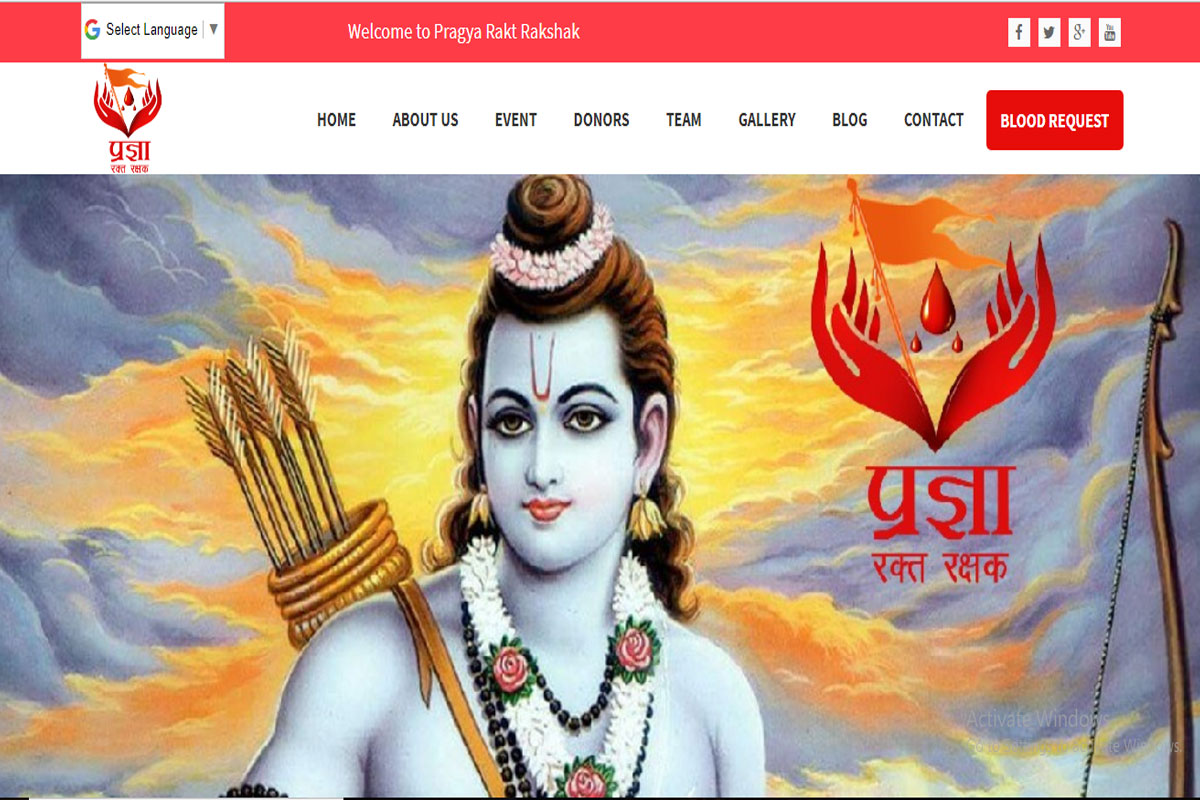 Select Language ▼
Welcome to Pragya Rakt Rakshak
प्रज्ञा
रक्त रक्षक
HOME ABOUT US EVENT DONORS TEAM GALLERY BLOG CONTACT BLOOD REQUEST
प्रज्ञा
रक्त रक्षक
Activate Windows
Windows.